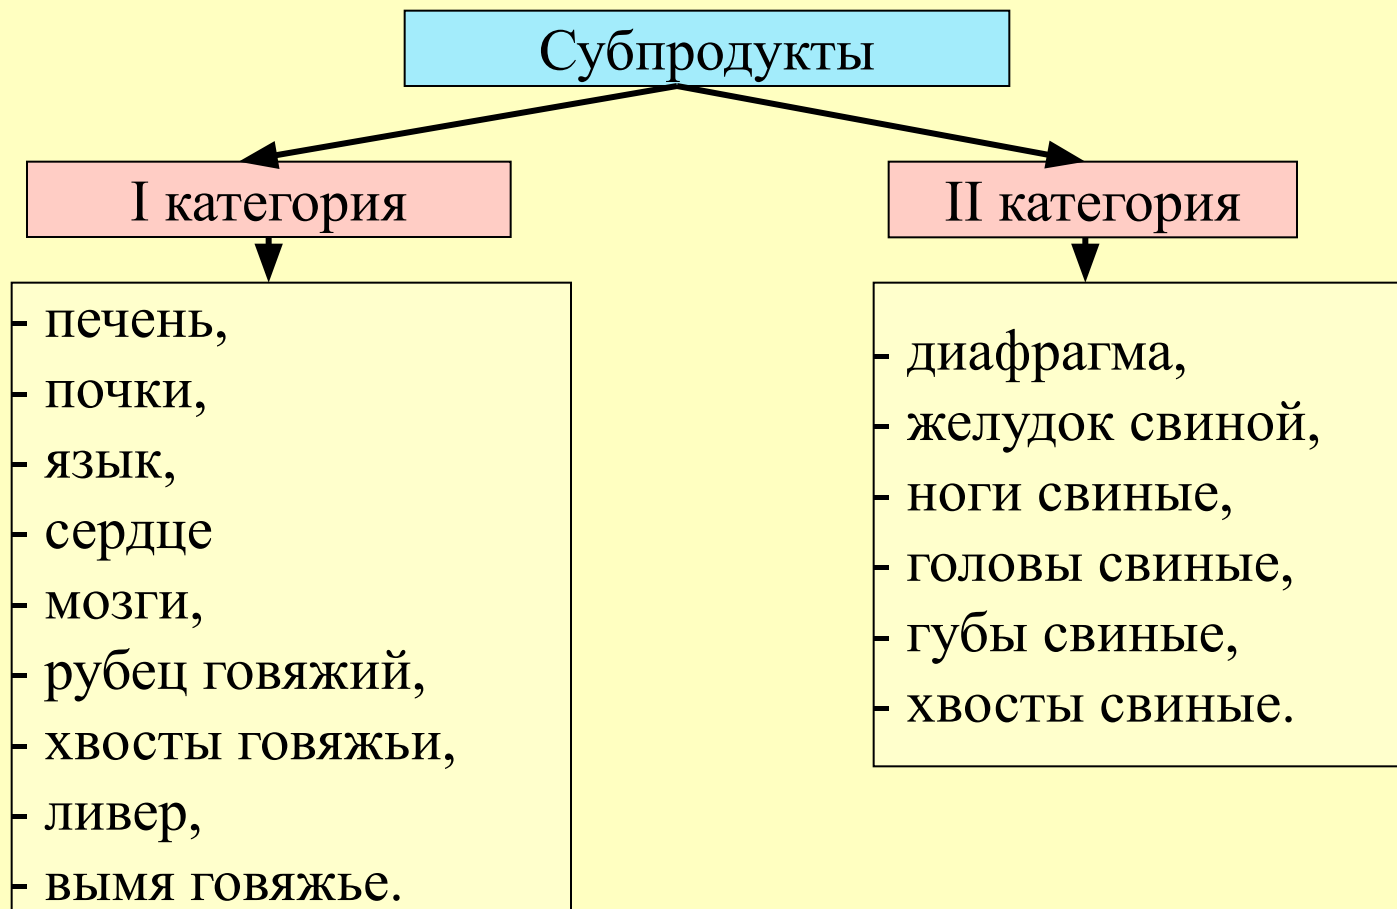 Субпродукты
I категория
II категория
- печень,
- почки,
- язык,
- сердце
- мозги,
- рубец говяжий,
- хвосты говяжьи,
- ливер,
- вымя говяжье.
- диафрагма,
- желудок свиной,
- ноги свиные,
- головы свиные,
- губы свиные,
- хвосты свиные.